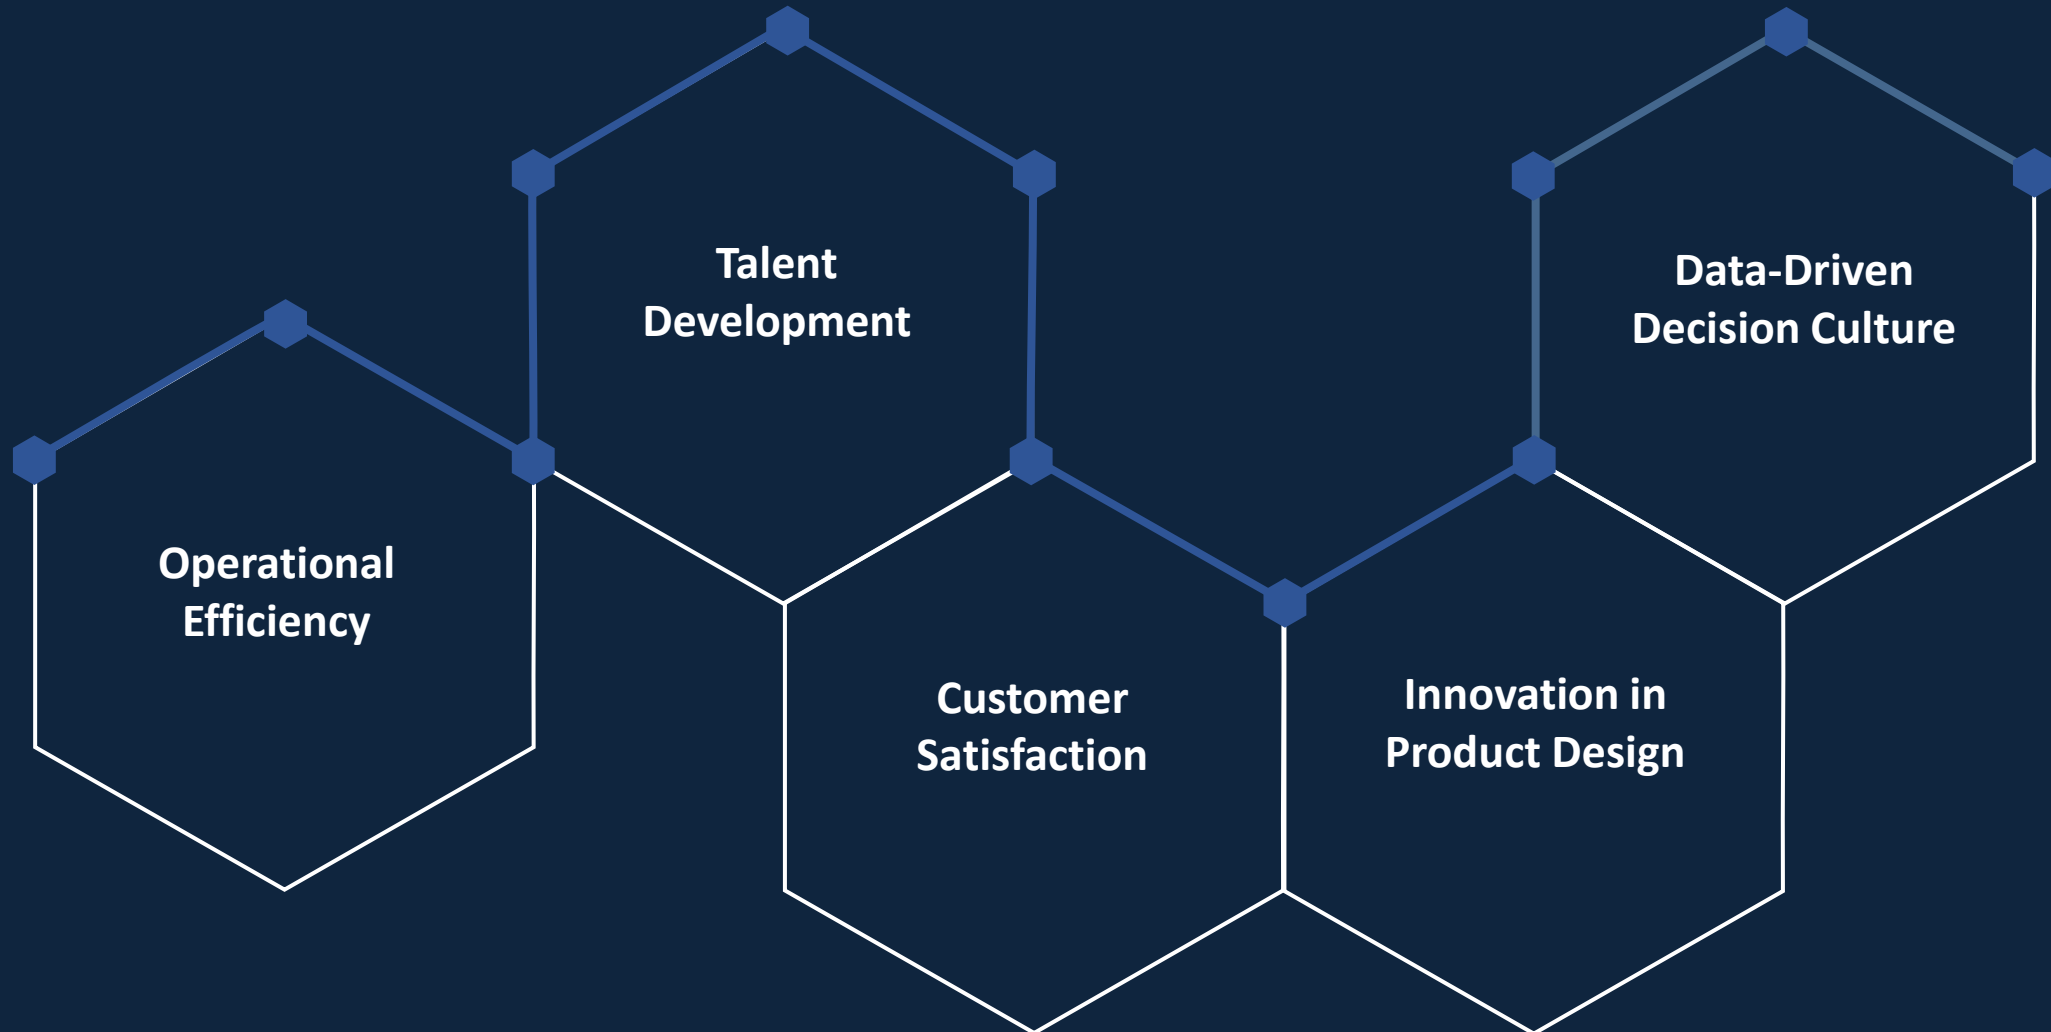 Operational
Efficiency
Talent
Development
Customer
Satisfaction
Innovation in
Product Design
Data-Driven
Decision Culture